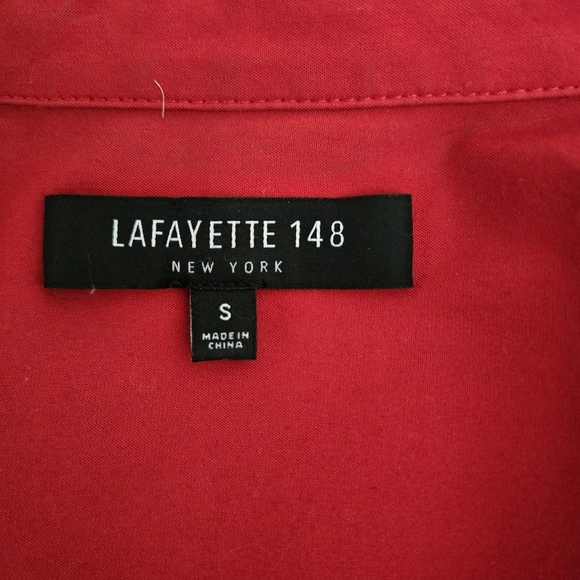 LAFAYETTE 148
NEW YORK
S
MADE IN
CHINA